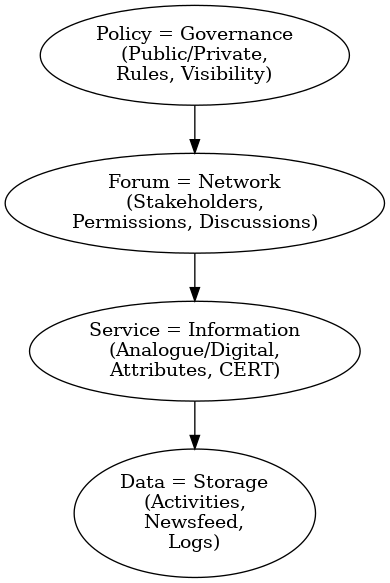 Policy = Governance
(Public/Private,
Rules, Visibility)
Forum = Network
(Stakeholders,
Permissions, Discussions)
Service = Information
(Analogue/Digital,
Attributes, CERT)
Data = Storage
(Activities,
Newsfeed,
Logs)